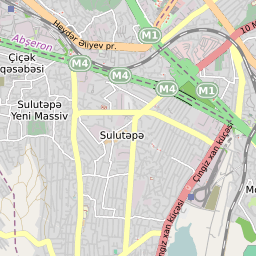 Heydər Əliyev pr.
M1
10 M
Abşeron
Çiçək
qəsəbəsi
M4
M4
M4
M1
Sulutəpə
Yeni Massiv
Sulutəpə
Çingiz xan küçəsi
Çingiz xan küçəsi